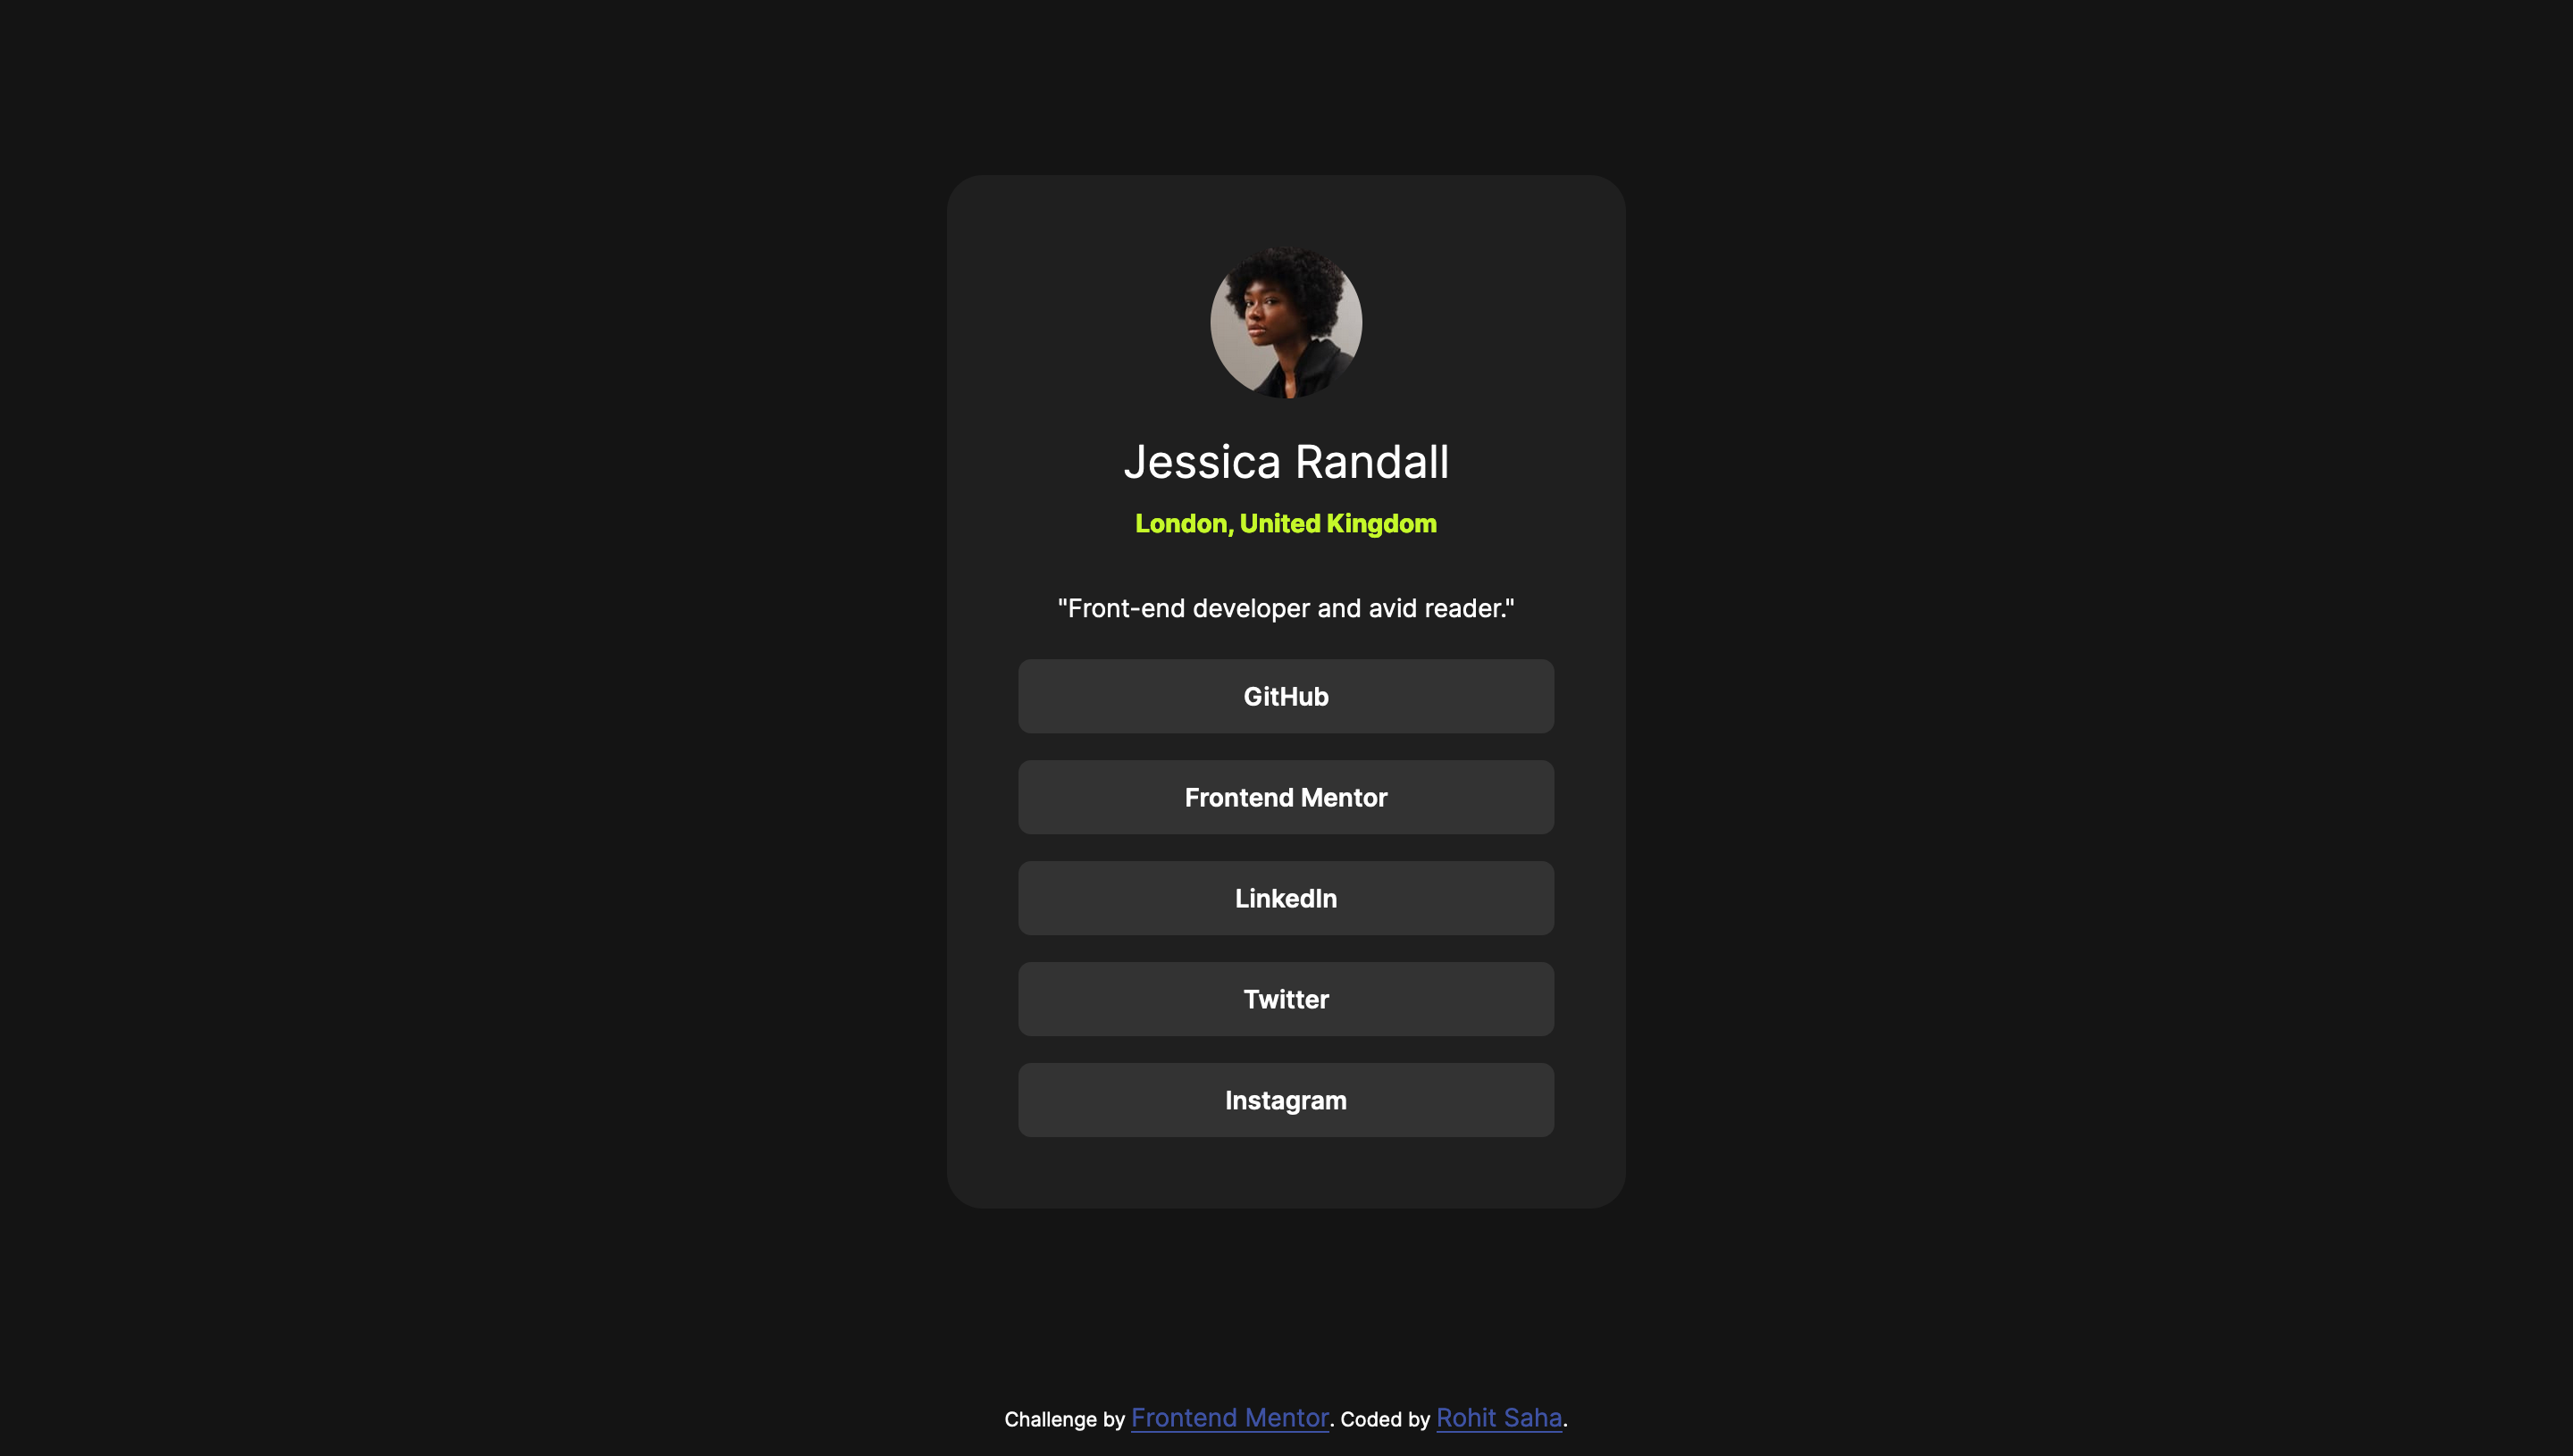 Jessica Randall
London, United Kingdom
"Front-end developer and avid reader."
GitHub
Frontend Mentor
LinkedIn
Twitter
Instagram
Challenge by Frontend Mentor. Coded by Rohit Saha.